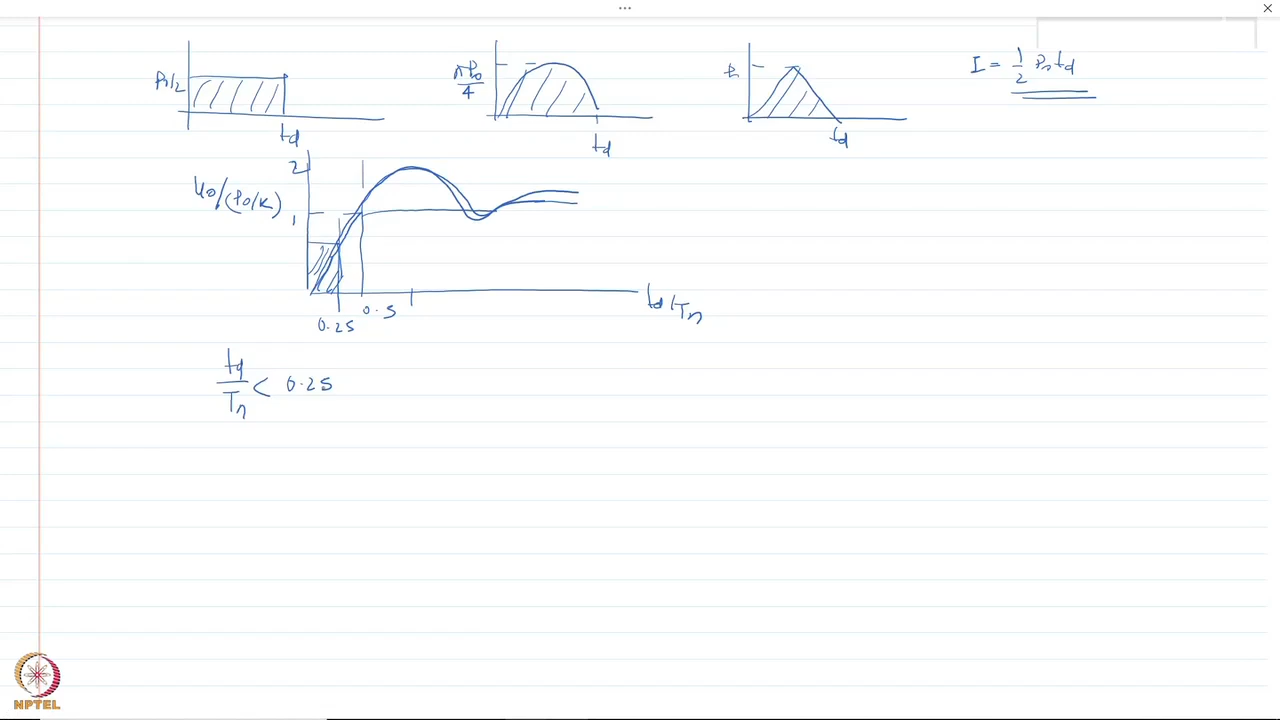 P₀/2
td
πP₀/4
td
P₀
td
I = 1/2 P₀ td
u₀/(P₀/k)
2
1
0.25
0.5
td/Tn
td/Tn < 0.25
NPTEL